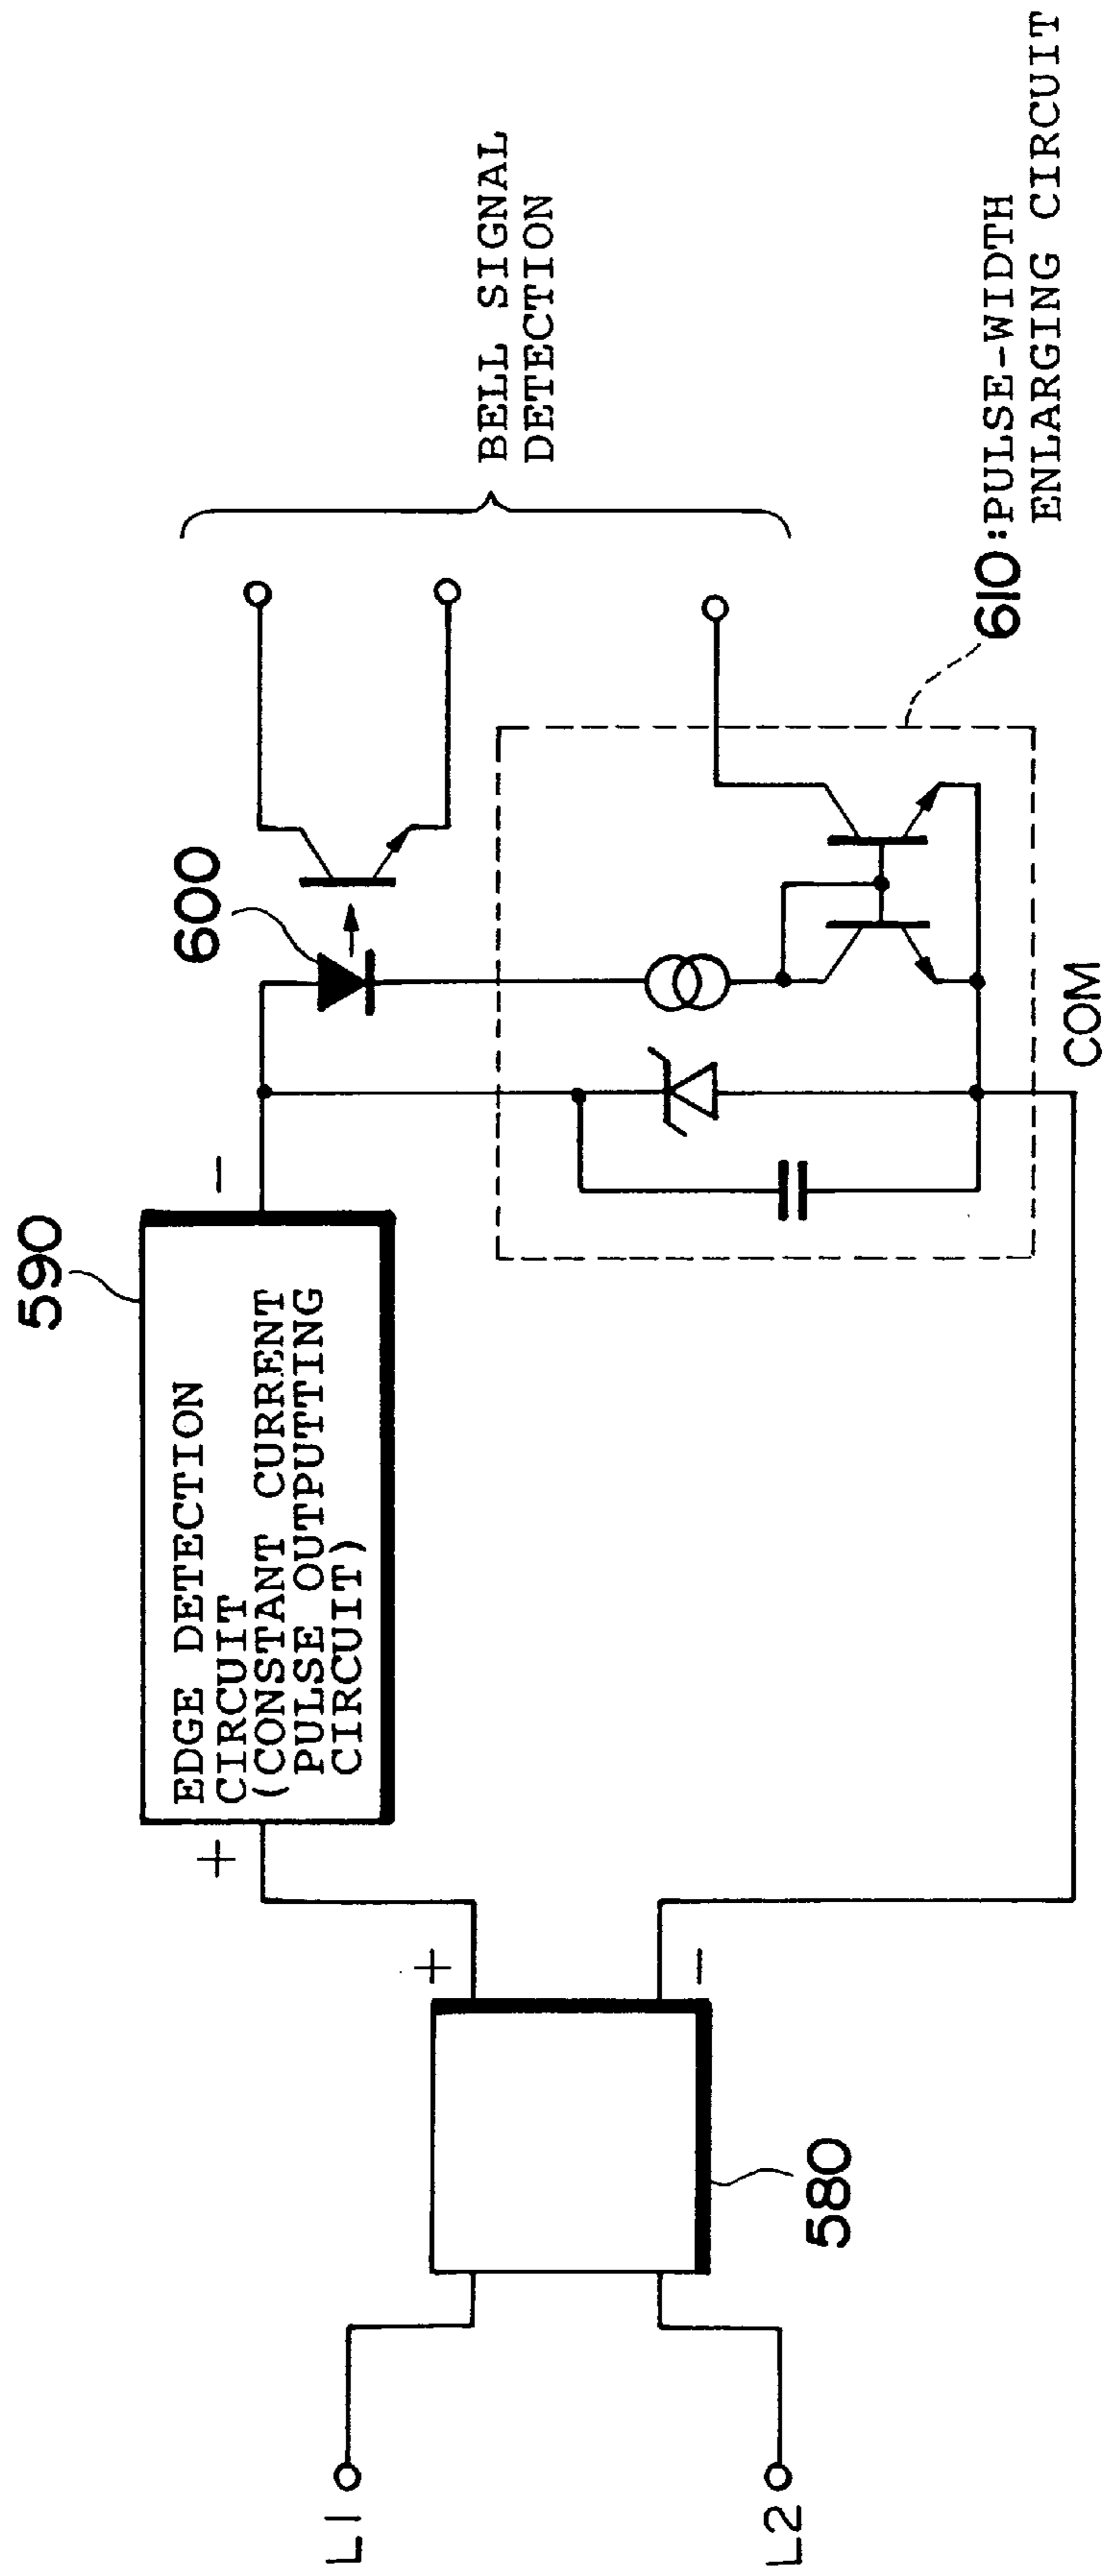 590
EDGE DETECTION
CIRCUIT
(CONSTANT CURRENT
PULSE OUTPUTTING
CIRCUIT)
+
−
600
BELL SIGNAL
DETECTION
L1
L2
+
−
580
610:PULSE-WIDTH
ENLARGING CIRCUIT
COM